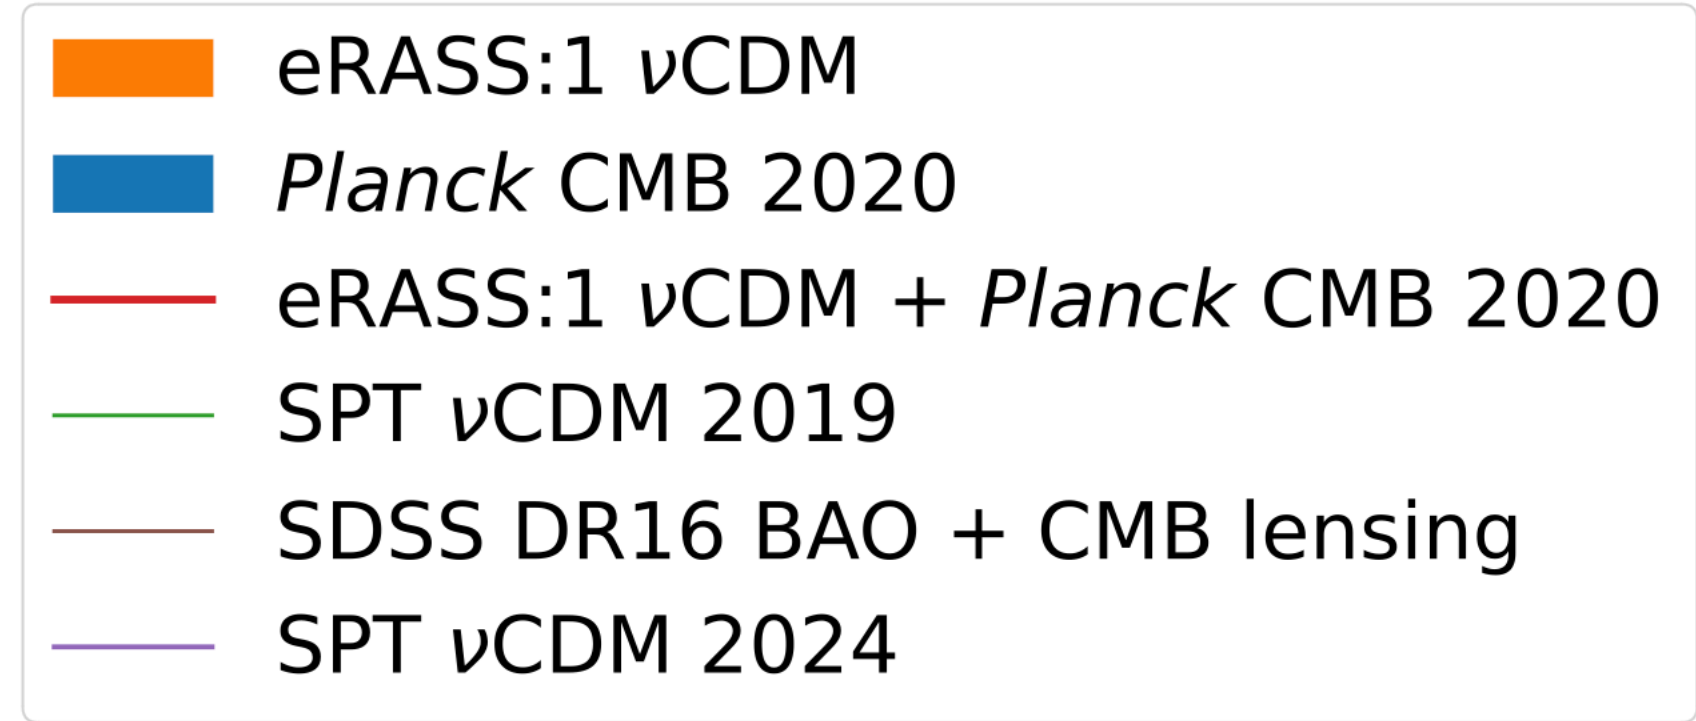 eRASS:1 νCDM
Planck CMB 2020
eRASS:1 νCDM + Planck CMB 2020
SPT νCDM 2019
SDSS DR16 BAO + CMB lensing
SPT νCDM 2024